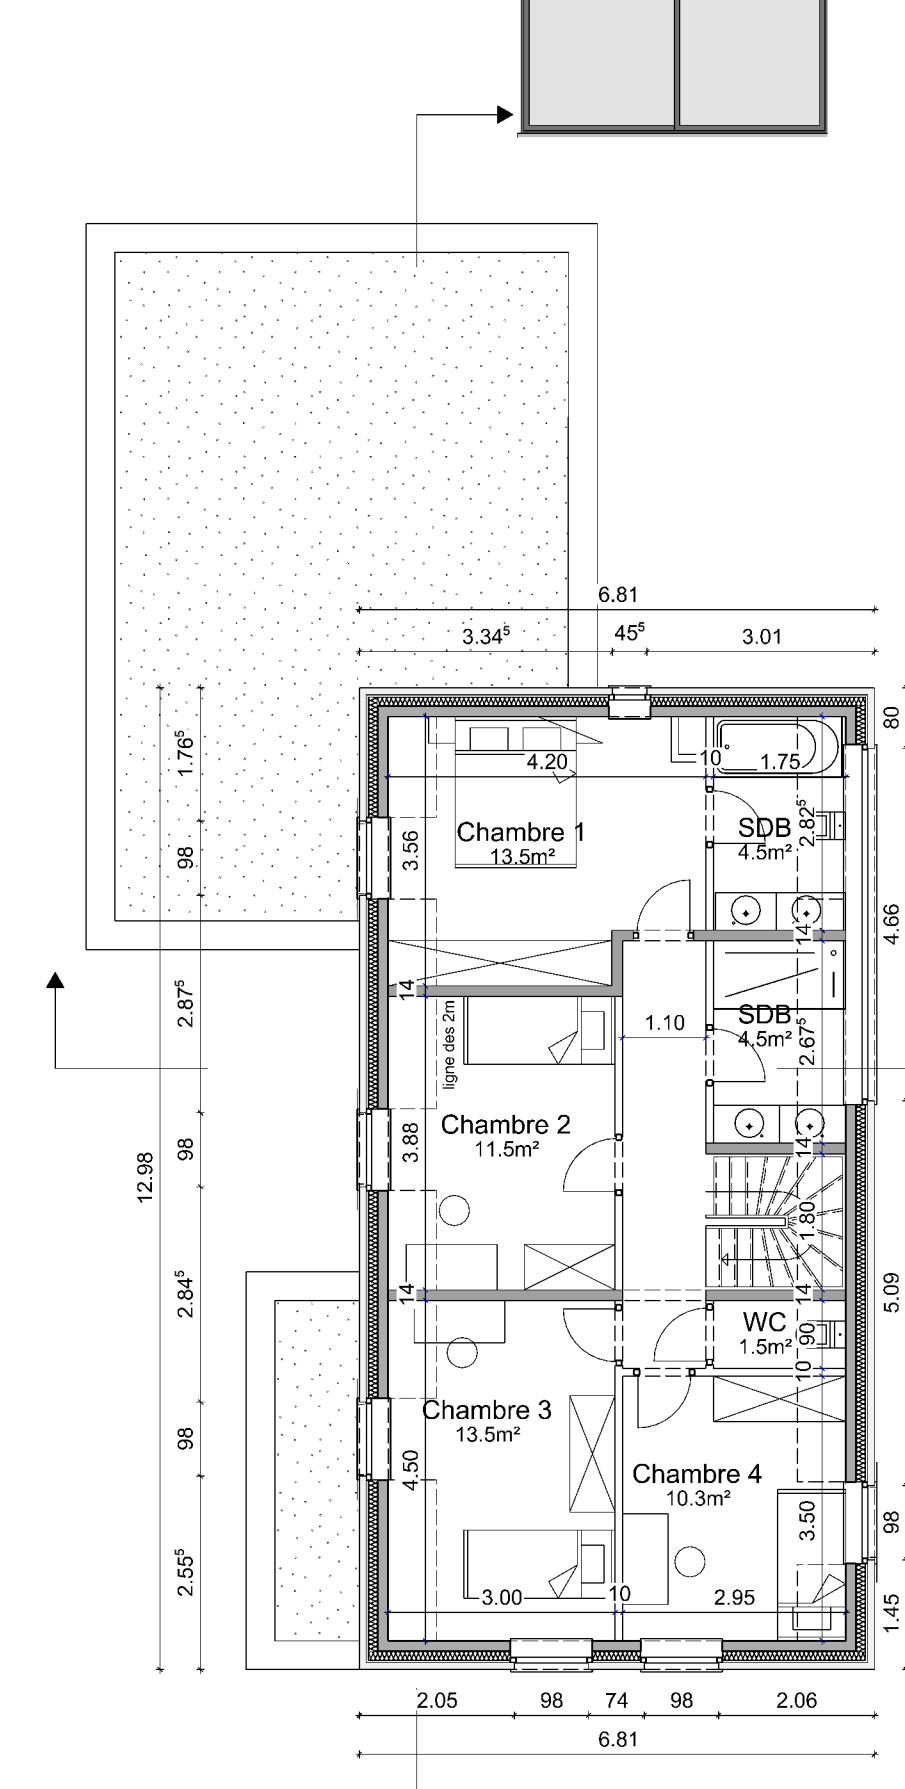 6.81
3.34⁵
45⁵
3.01
80
1.76⁵
10
4.20
1.75
2.82⁵
Chambre 1
13.5m²
SDB
4.5m²
3.56
98
4.66
14
14
2.87⁵
ligne des 2m
1.10
SDB
4.5m²
2.67⁵
Chambre 2
11.5m²
3.88
98
14
12.98
1.80
2.84⁵
14
14
5.09
WC
1.5m²
90
10
Chambre 3
13.5m²
98
4.50
Chambre 4
10.3m²
3.50
98
2.55⁵
3.00
10
2.95
1.45
2.05
98
74
98
2.06
6.81